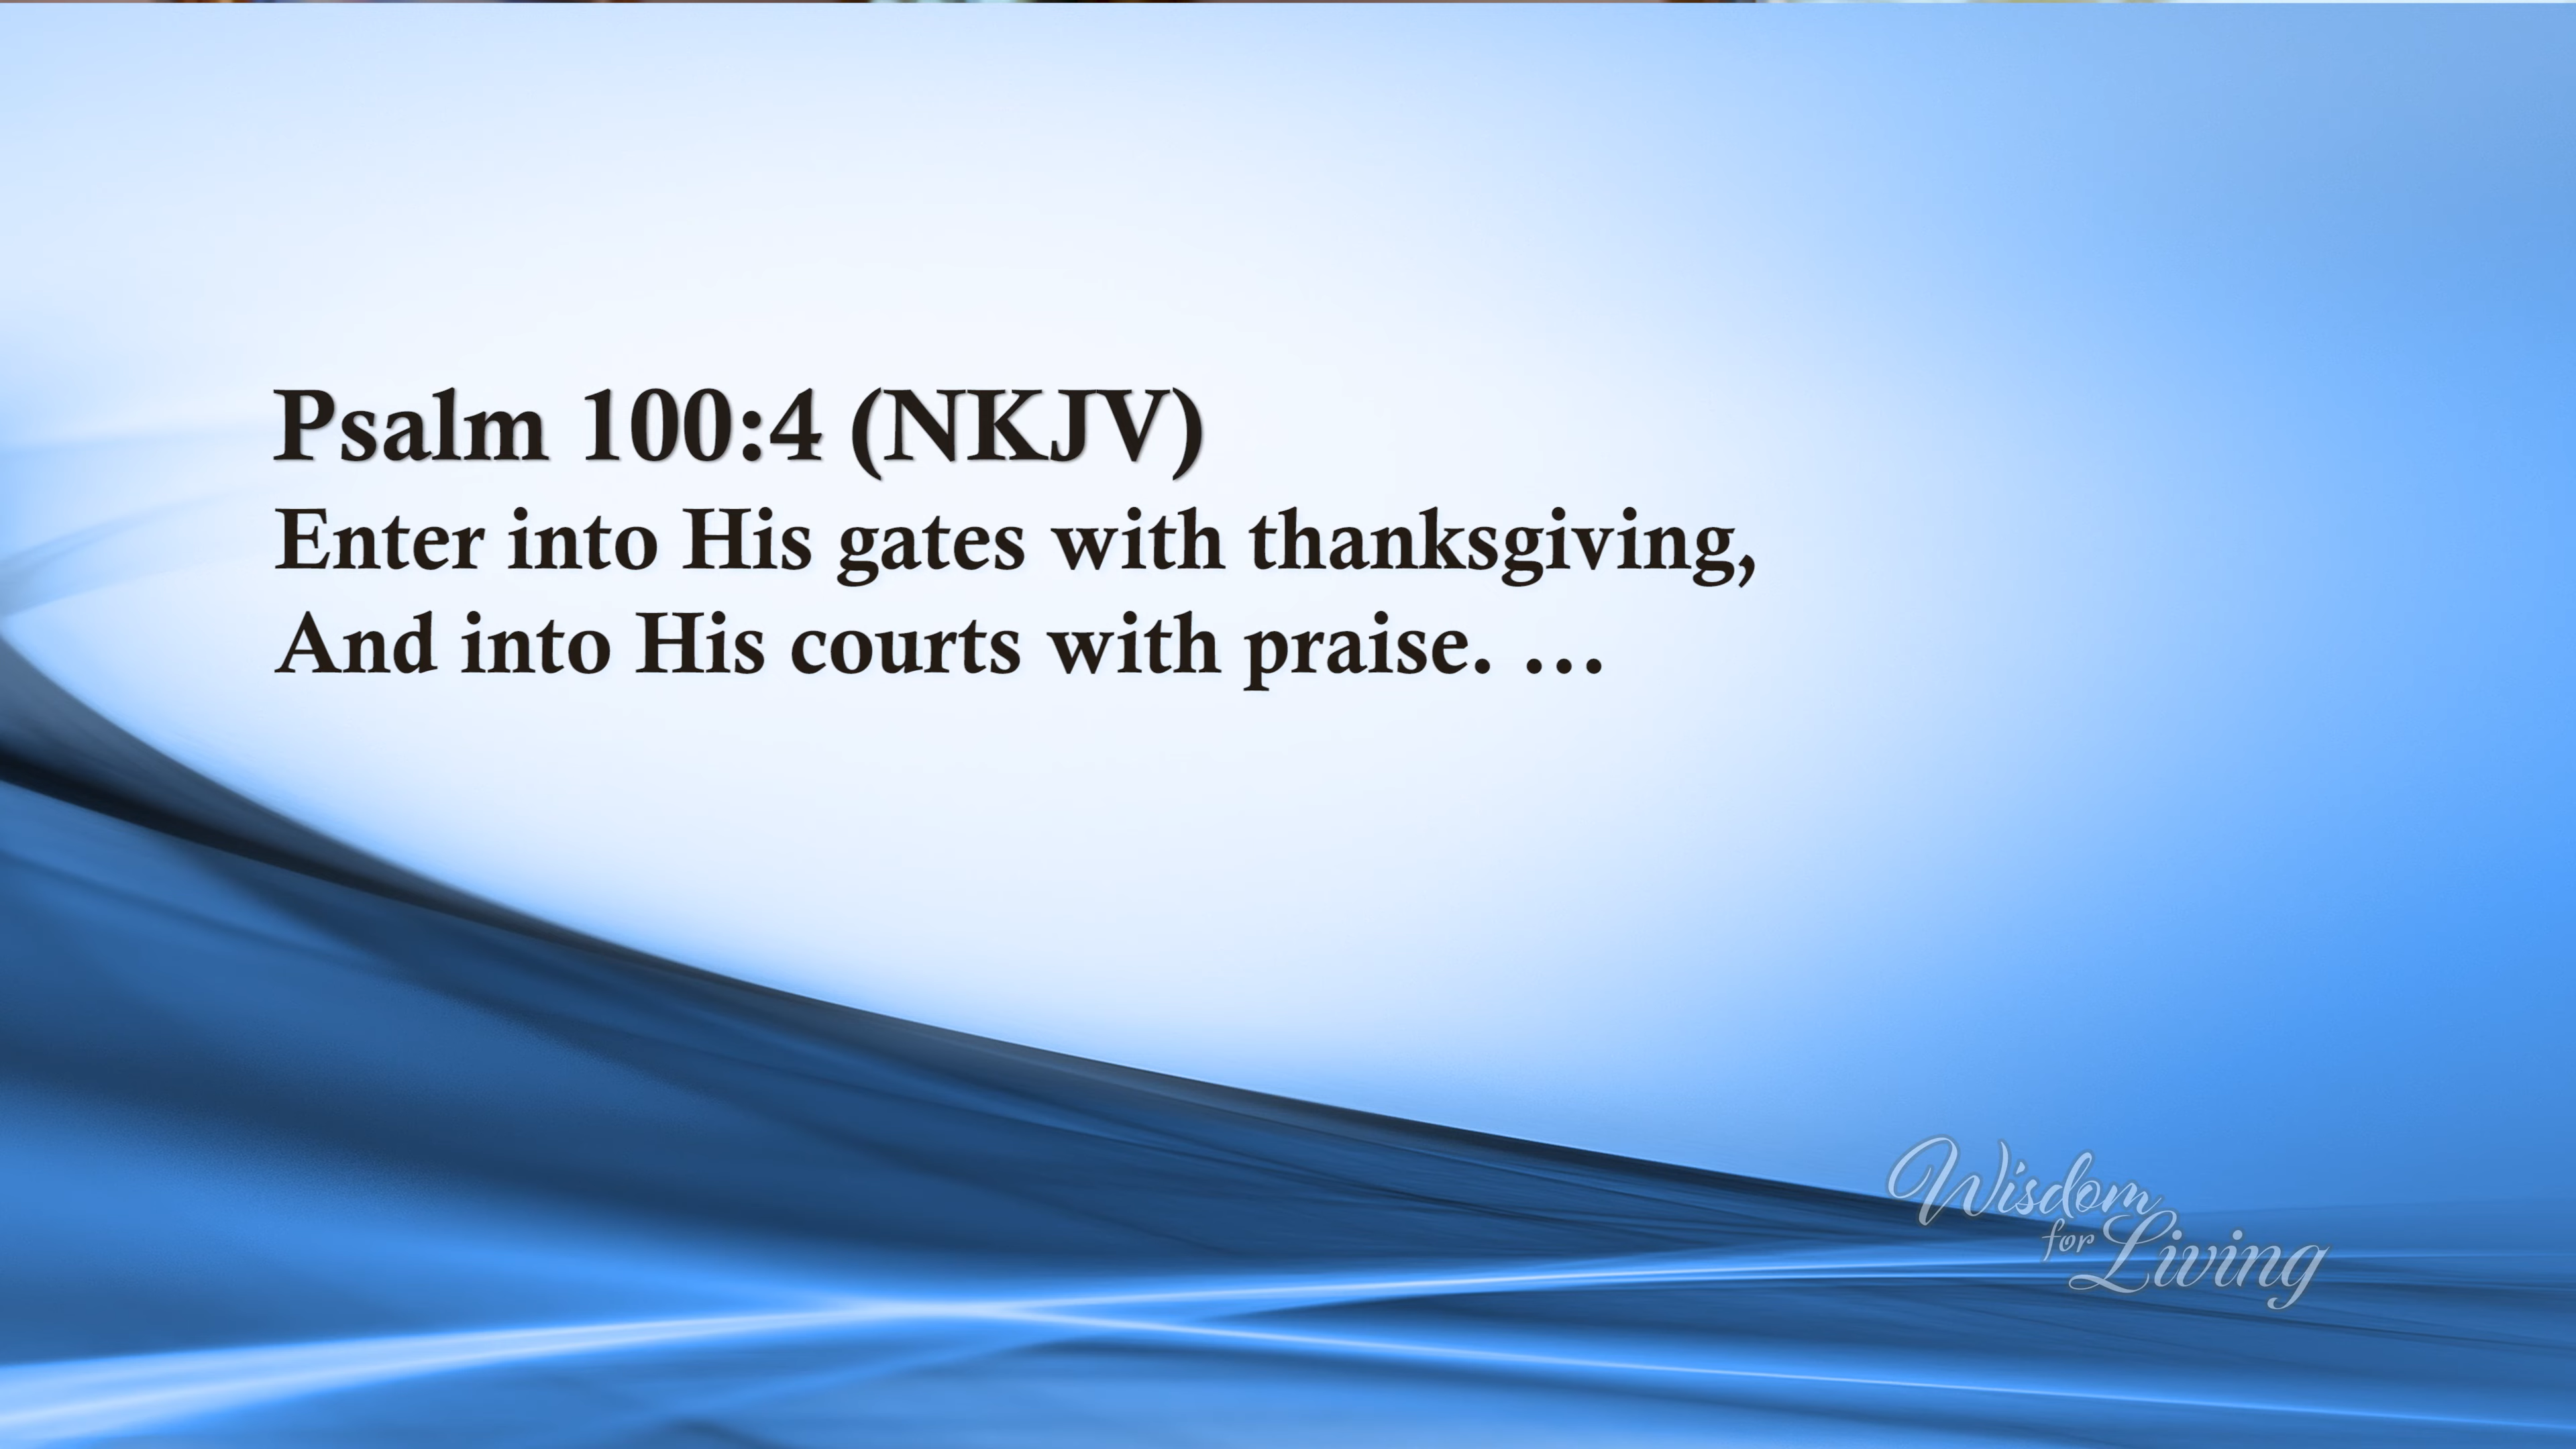 Psalm 100:4 (NKJV)
Enter into His gates with thanksgiving,
And into His courts with praise. …
Wisdom
for Living